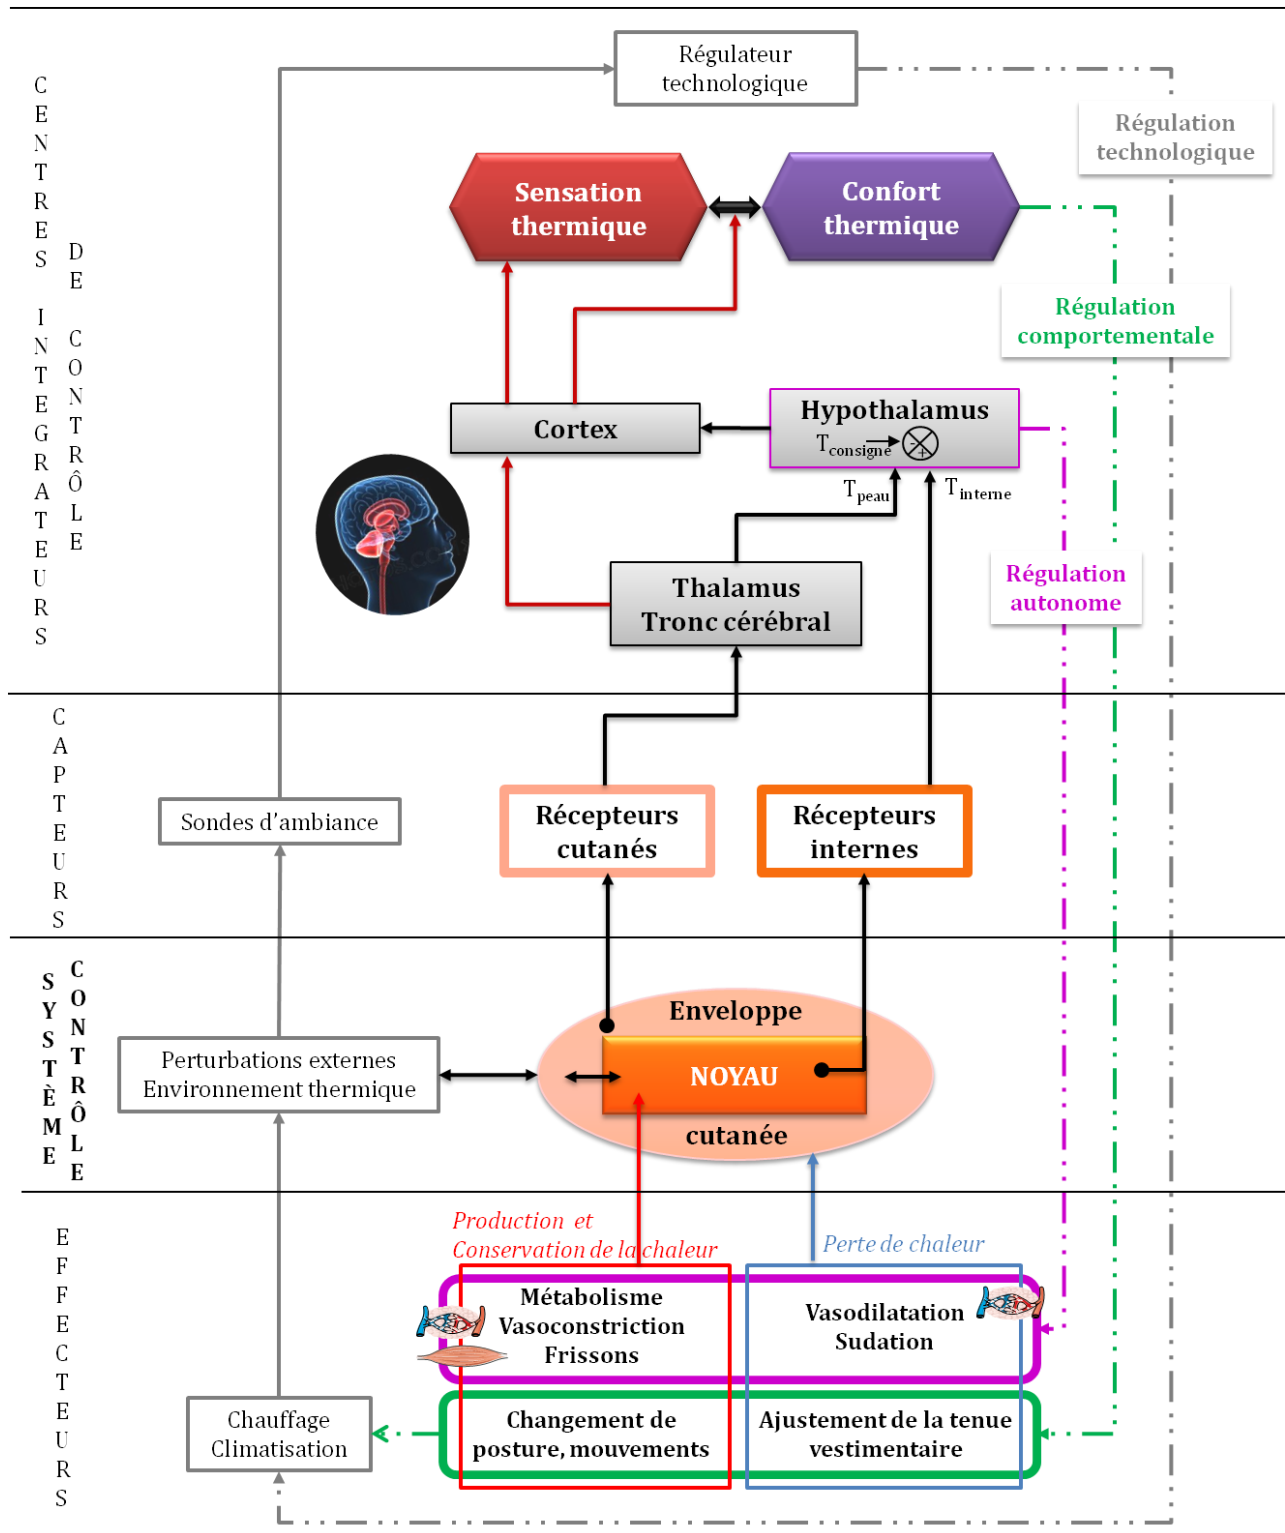 Régulateur
technologique
CENTRES INTEGRATEURS
DE CONTRÔLE
Régulation
technologique
Sensation
thermique
Confort
thermique
Régulation
comportementale
Hypothalamus
Tconsigne
-
+
Cortex
Tpeau
Tinterne
Thalamus
Tronc cérébral
Régulation
autonome
CAPTEURS
Sondes d’ambiance
Récepteurs
cutanés
Récepteurs
internes
SYSTÈME
CONTRÔLE
Enveloppe
Perturbations externes
Environnement thermique
NOYAU
cutanée
EFFECTEURS
Production et
Conservation de la chaleur
Perte de chaleur
Métabolisme
Vasoconstriction
Frissons
Vasodilatation
Sudation
Chauffage
Climatisation
Changement de
posture, mouvements
Ajustement de la tenue
vestimentaire